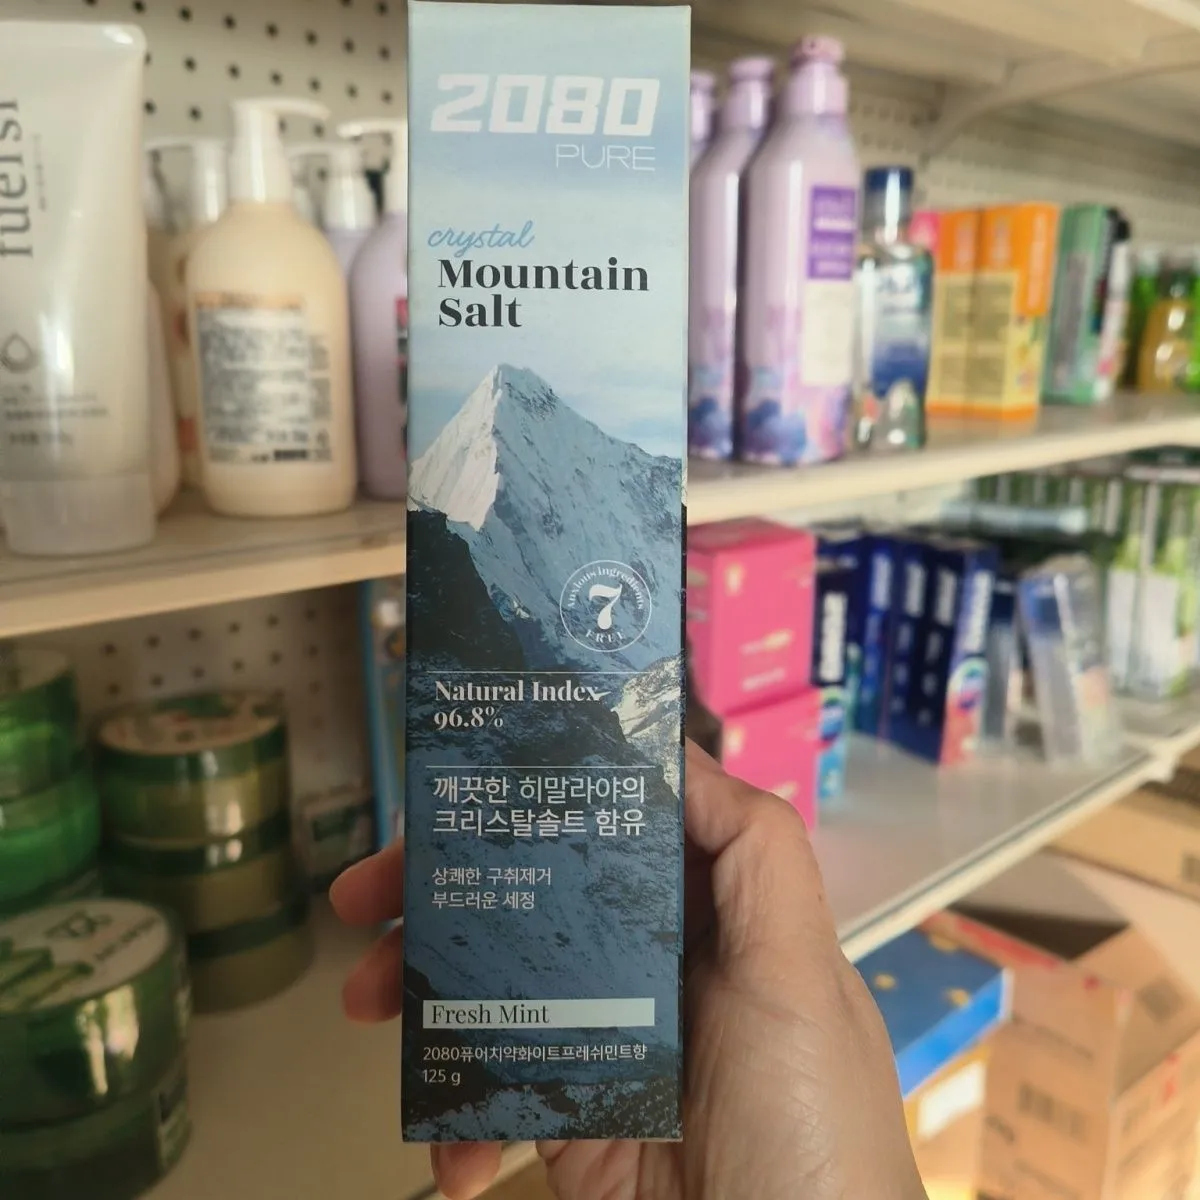 2080
PURE
crystal
Mountain
Salt
Anxious ingredients
7
FREE
Natural Index
96.8%
깨끗한 히말라야의
크리스탈솔트 함유
상쾌한 구취제거
부드러운 세정
Fresh Mint
2080퓨어치약화이트프레쉬민트향
125 g